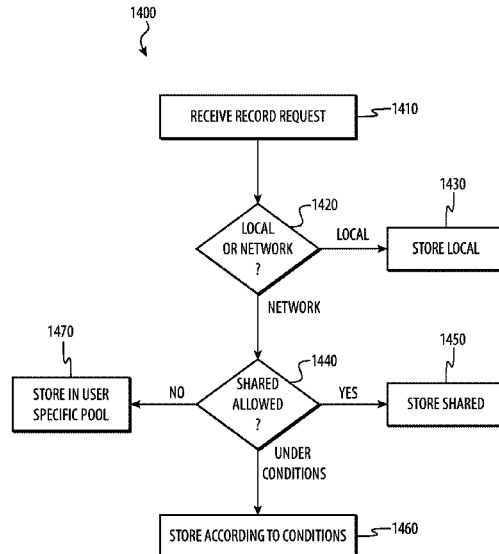 1400
RECEIVE RECORD REQUEST
1410
1420
LOCAL
OR NETWORK
?
LOCAL
1430
STORE LOCAL
NETWORK
1470
STORE IN USER
SPECIFIC POOL
NO
1440
SHARED
ALLOWED
?
YES
1450
STORE SHARED
UNDER
CONDITIONS
STORE ACCORDING TO CONDITIONS
1460